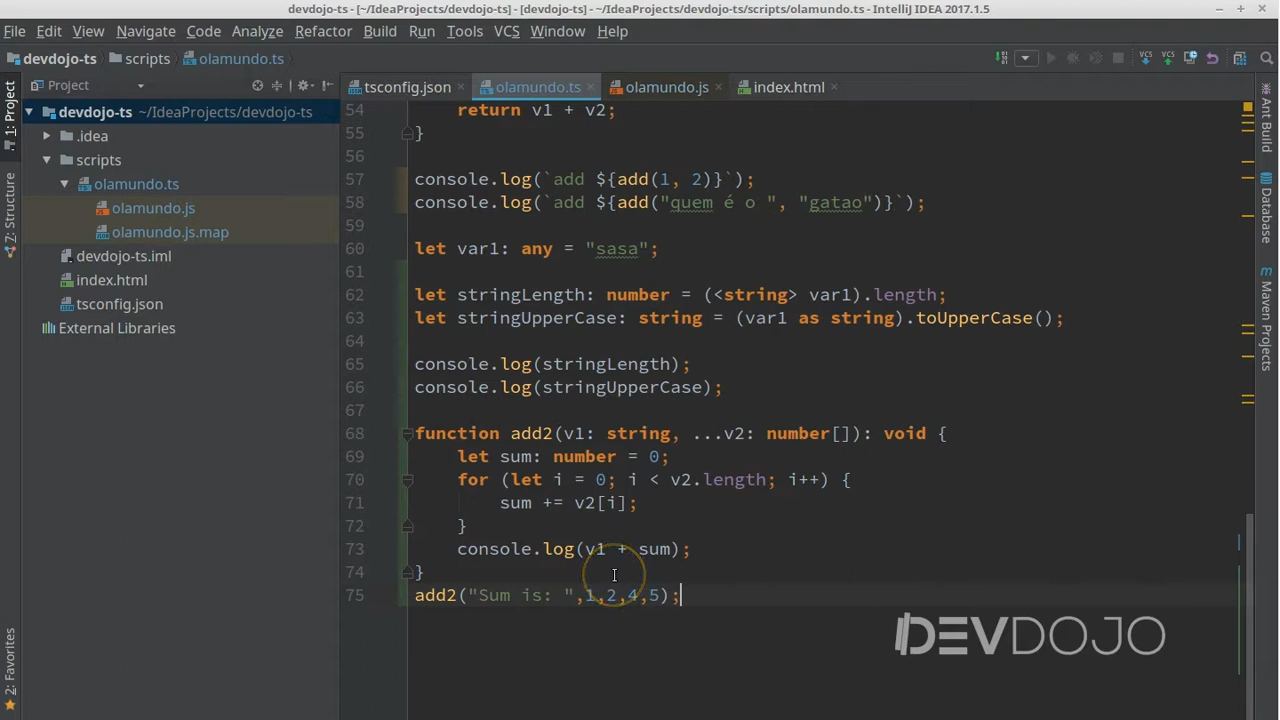 devdojo-ts - [~/IdeaProjects/devdojo-ts] - [devdojo-ts] - ~/IdeaProjects/devdojo-ts/scripts/olamundo.ts - IntelliJ IDEA 2017.1.5
File Edit View Navigate Code Analyze Refactor Build Run Tools VCS Window Help
devdojo-ts scripts olamundo.ts
VCS VCS
Project
tsconfig.json olamundo.ts olamundo.js index.html
1: Project
Z: Structure
2: Favorites
devdojo-ts ~/IdeaProjects/devdojo-ts
.idea
scripts
olamundo.ts
olamundo.js
olamundo.js.map
devdojo-ts.iml
index.html
tsconfig.json
External Libraries
54 return v1 + v2;
55 }
56
57 console.log(`add ${add(1, 2)}`);
58 console.log(`add ${add("quem é o ", "gatao")}`);
59
60 let var1: any = "sasa";
61
62 let stringLength: number = (<string> var1).length;
63 let stringUpperCase: string = (var1 as string).toUpperCase();
64
65 console.log(stringLength);
66 console.log(stringUpperCase);
67
68 function add2(v1: string, ...v2: number[]): void {
69 let sum: number = 0;
70 for (let i = 0; i < v2.length; i++) {
71 sum += v2[i];
72 }
73 console.log(v1 + sum);
74 }
75 add2("Sum is: ",1,2,4,5);
DEVDOJO
Ant Build
Database
Maven Projects